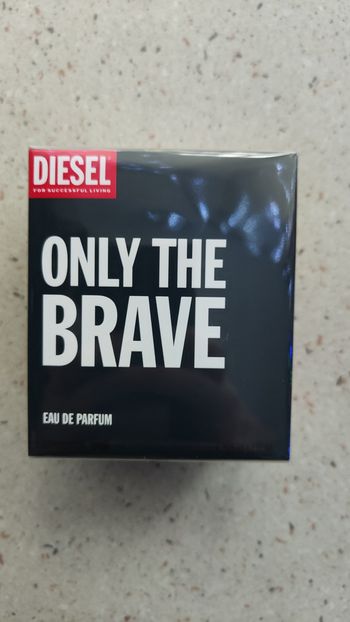 DIESEL
FOR SUCCESSFUL LIVING
ONLY THE
BRAVE
EAU DE PARFUM